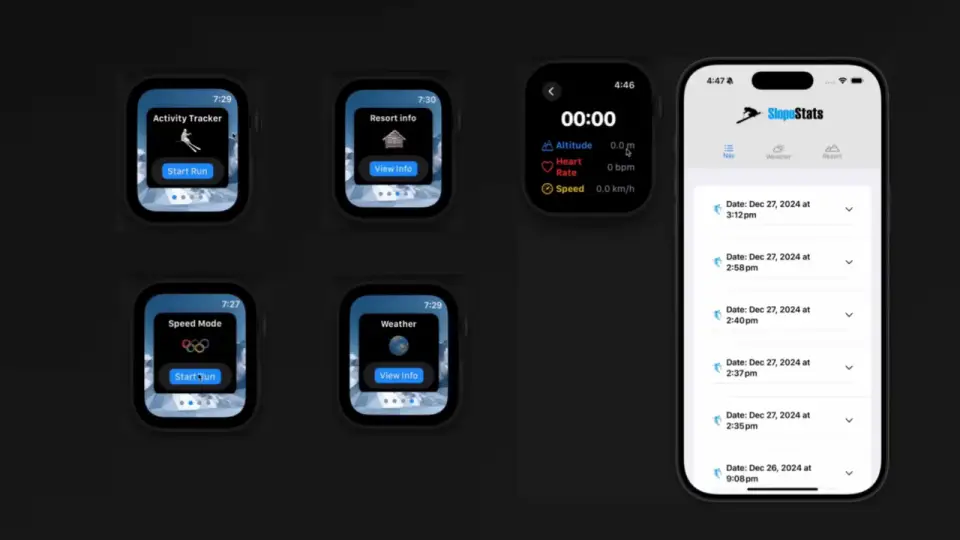 7:29
Activity Tracker
Start Run
7:30
Resort info
View Info
4:46
00:00
Altitude 0.0 m
Heart
Rate 0 bpm
Speed 0.0 km/h
7:27
Speed Mode
Start Run
7:29
Weather
View Info
4:47
SlopeStats
Nav Weather Resort
Date: Dec 27, 2024 at
3:12pm
Date: Dec 27, 2024 at
2:58pm
Date: Dec 27, 2024 at
2:40pm
Date: Dec 27, 2024 at
2:37pm
Date: Dec 27, 2024 at
2:35pm
Date: Dec 26, 2024 at
9:08pm